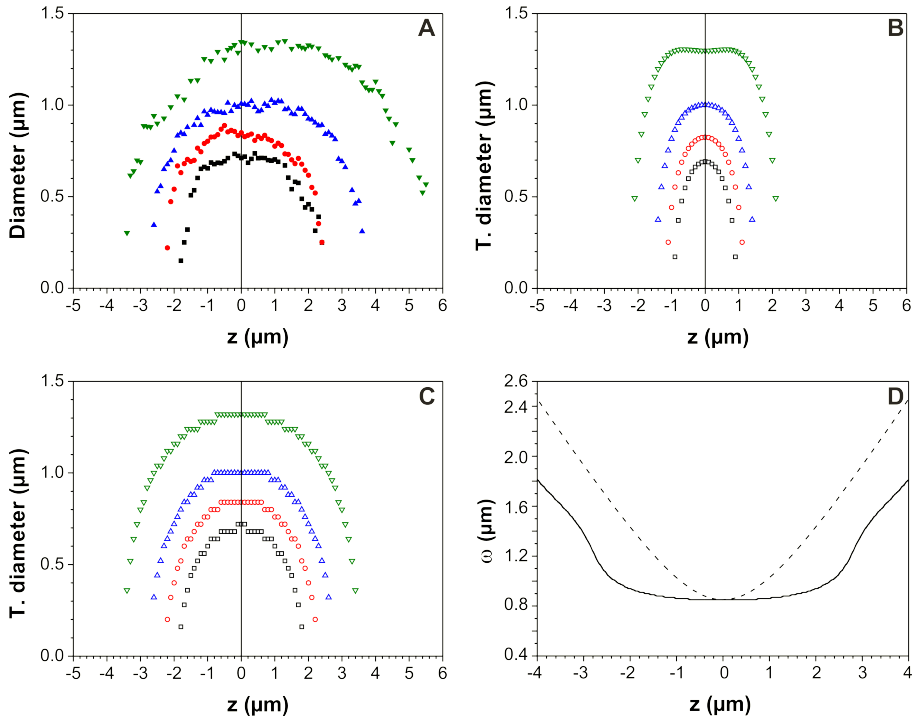 A
Diameter (µm)
1.5
1.0
0.5
0.0
-5 -4 -3 -2 -1 0 1 2 3 4 5 6
z (µm)
B
T. diameter (µm)
1.5
1.0
0.5
0.0
-5 -4 -3 -2 -1 0 1 2 3 4 5 6
z (µm)
C
T. diameter (µm)
1.5
1.0
0.5
0.0
-5 -4 -3 -2 -1 0 1 2 3 4 5 6
z (µm)
D
ω (µm)
2.6
2.4
2.0
1.6
1.2
0.8
0.4
-4 -3 -2 -1 0 1 2 3 4
z (µm)